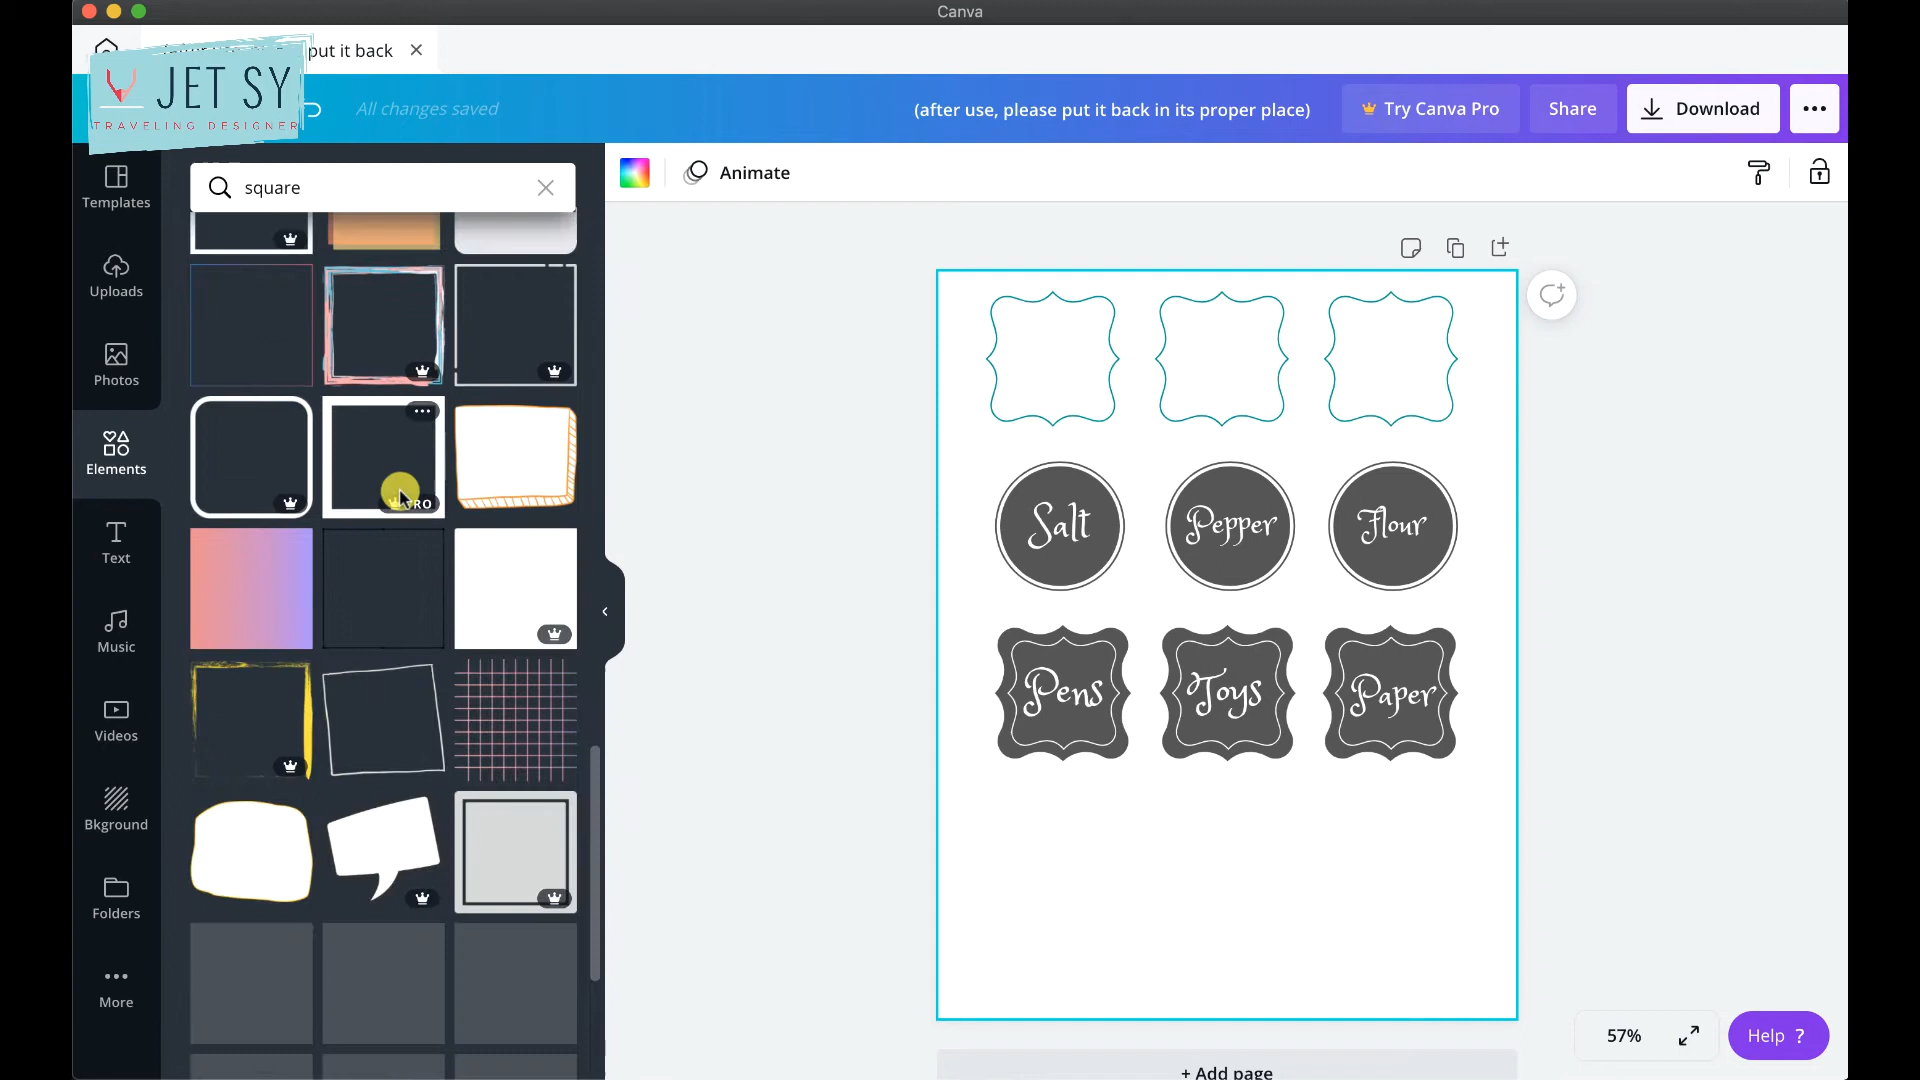 Canva
put it back
JET SY
TRAVELING DESIGNER
All changes saved
(after use, please put it back in its proper place)
Try Canva Pro
Share
Download
Templates
square
Animate
Uploads
Photos
Elements
Text
Music
Videos
Bkground
Folders
More
Salt
Pepper
Flour
Pens
Toys
Paper
57%
Help ?
+ Add page